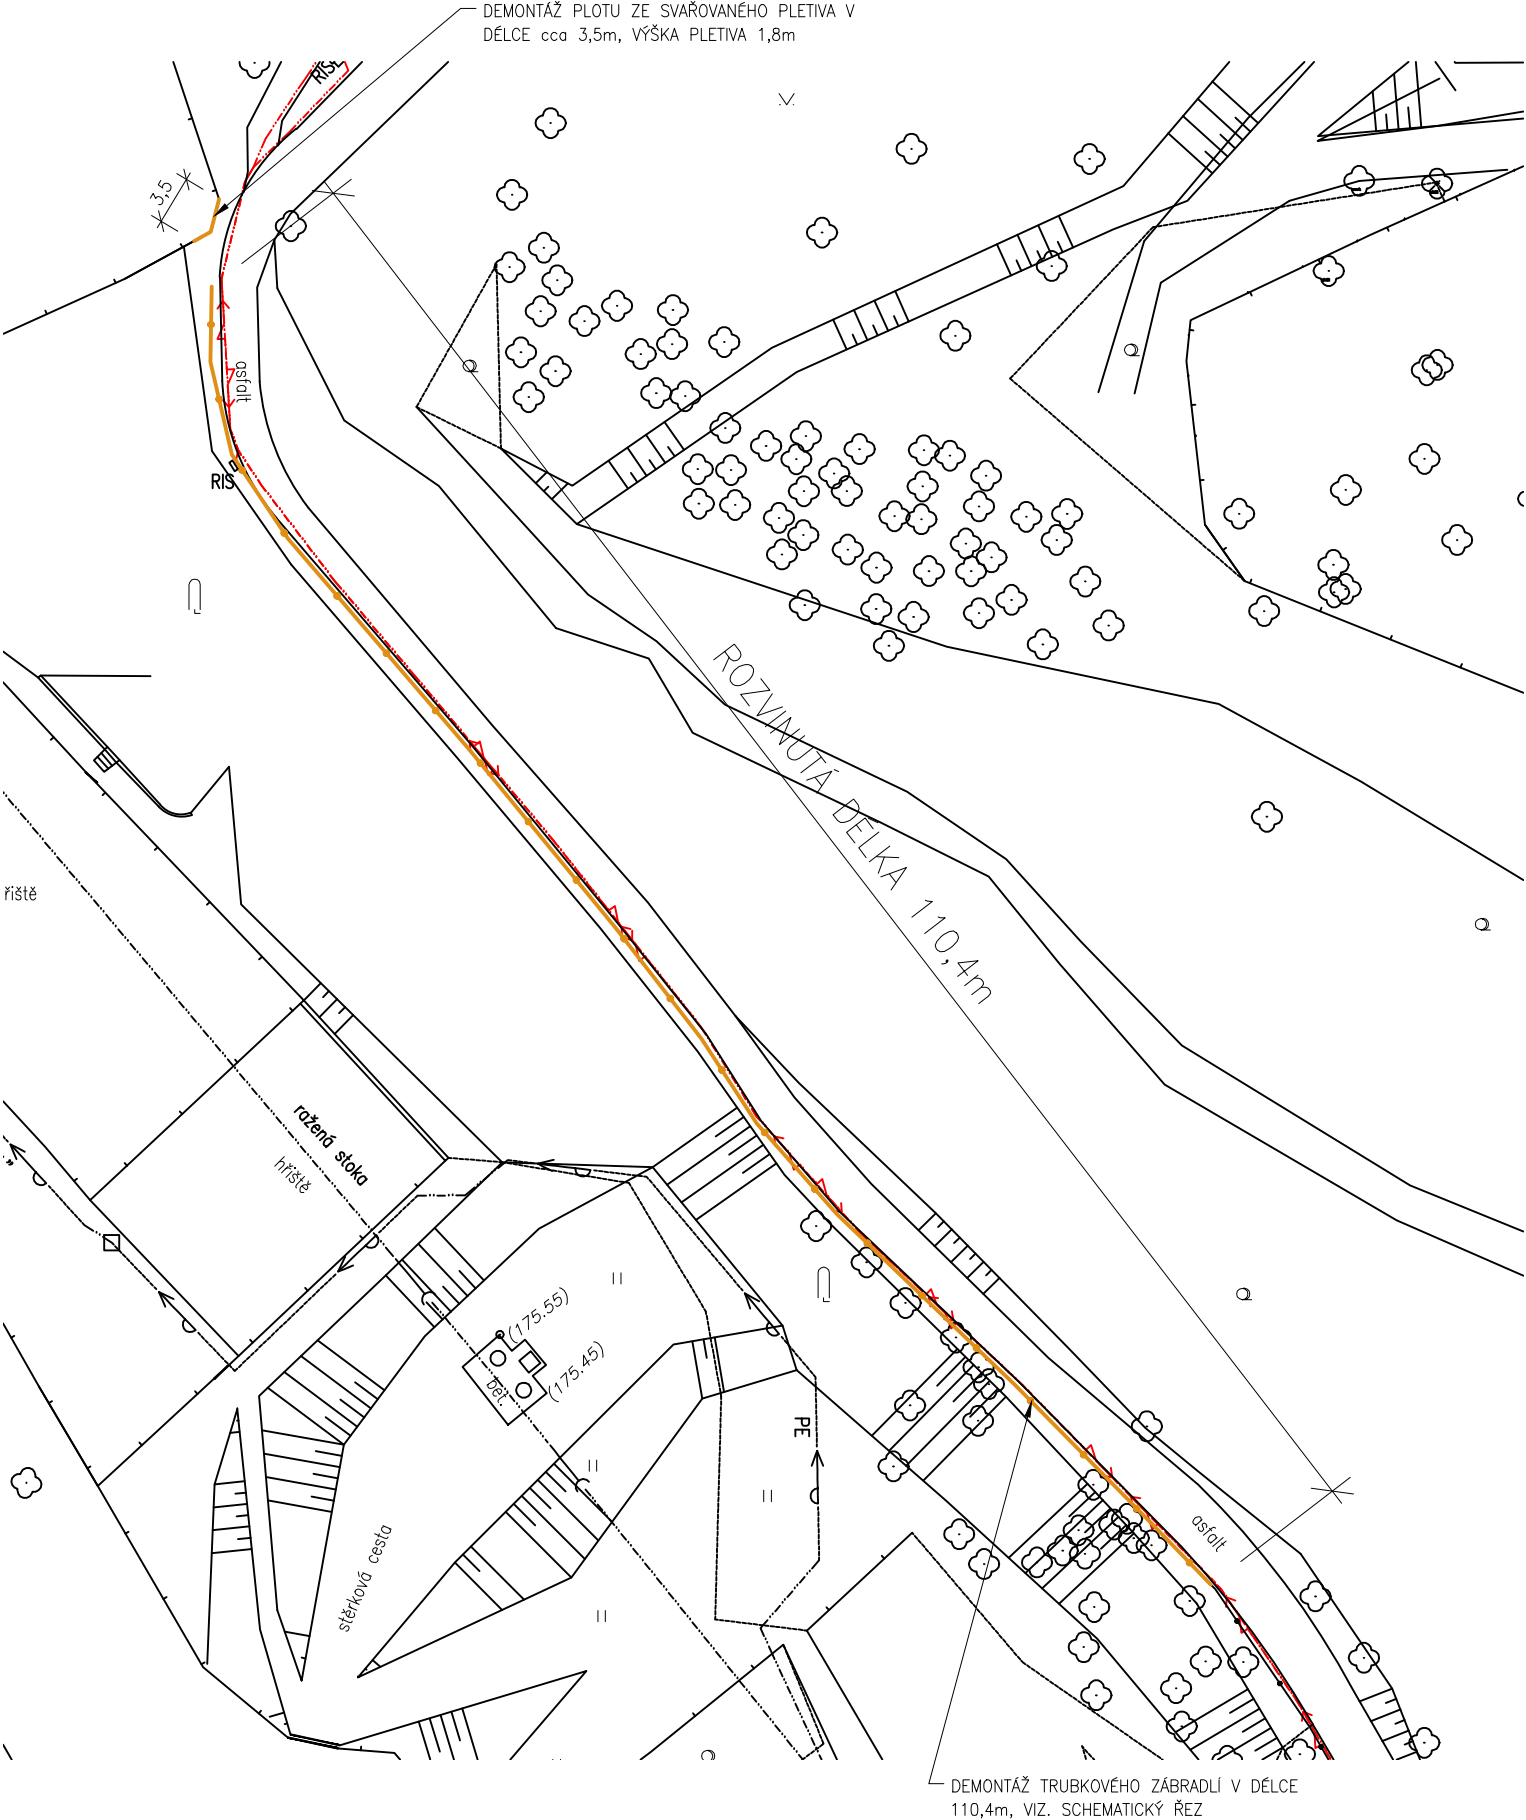 DEMONTÁŽ PLOTU ZE SVAŘOVANÉHO PLETIVA V
DÉLCE cca 3,5m, VÝŠKA PLETIVA 1,8m
3,5
asfalt
RIS
ROZVINUTÁ DÉLKA 110,4m
řiště
ražená stoka
hřiště
(175.55)
(175.45)
bet.
PE
asfalt
štěrková cesta
DEMONTÁŽ TRUBKOVÉHO ZÁBRADLÍ V DÉLCE
110,4m, VIZ. SCHEMATICKÝ ŘEZ